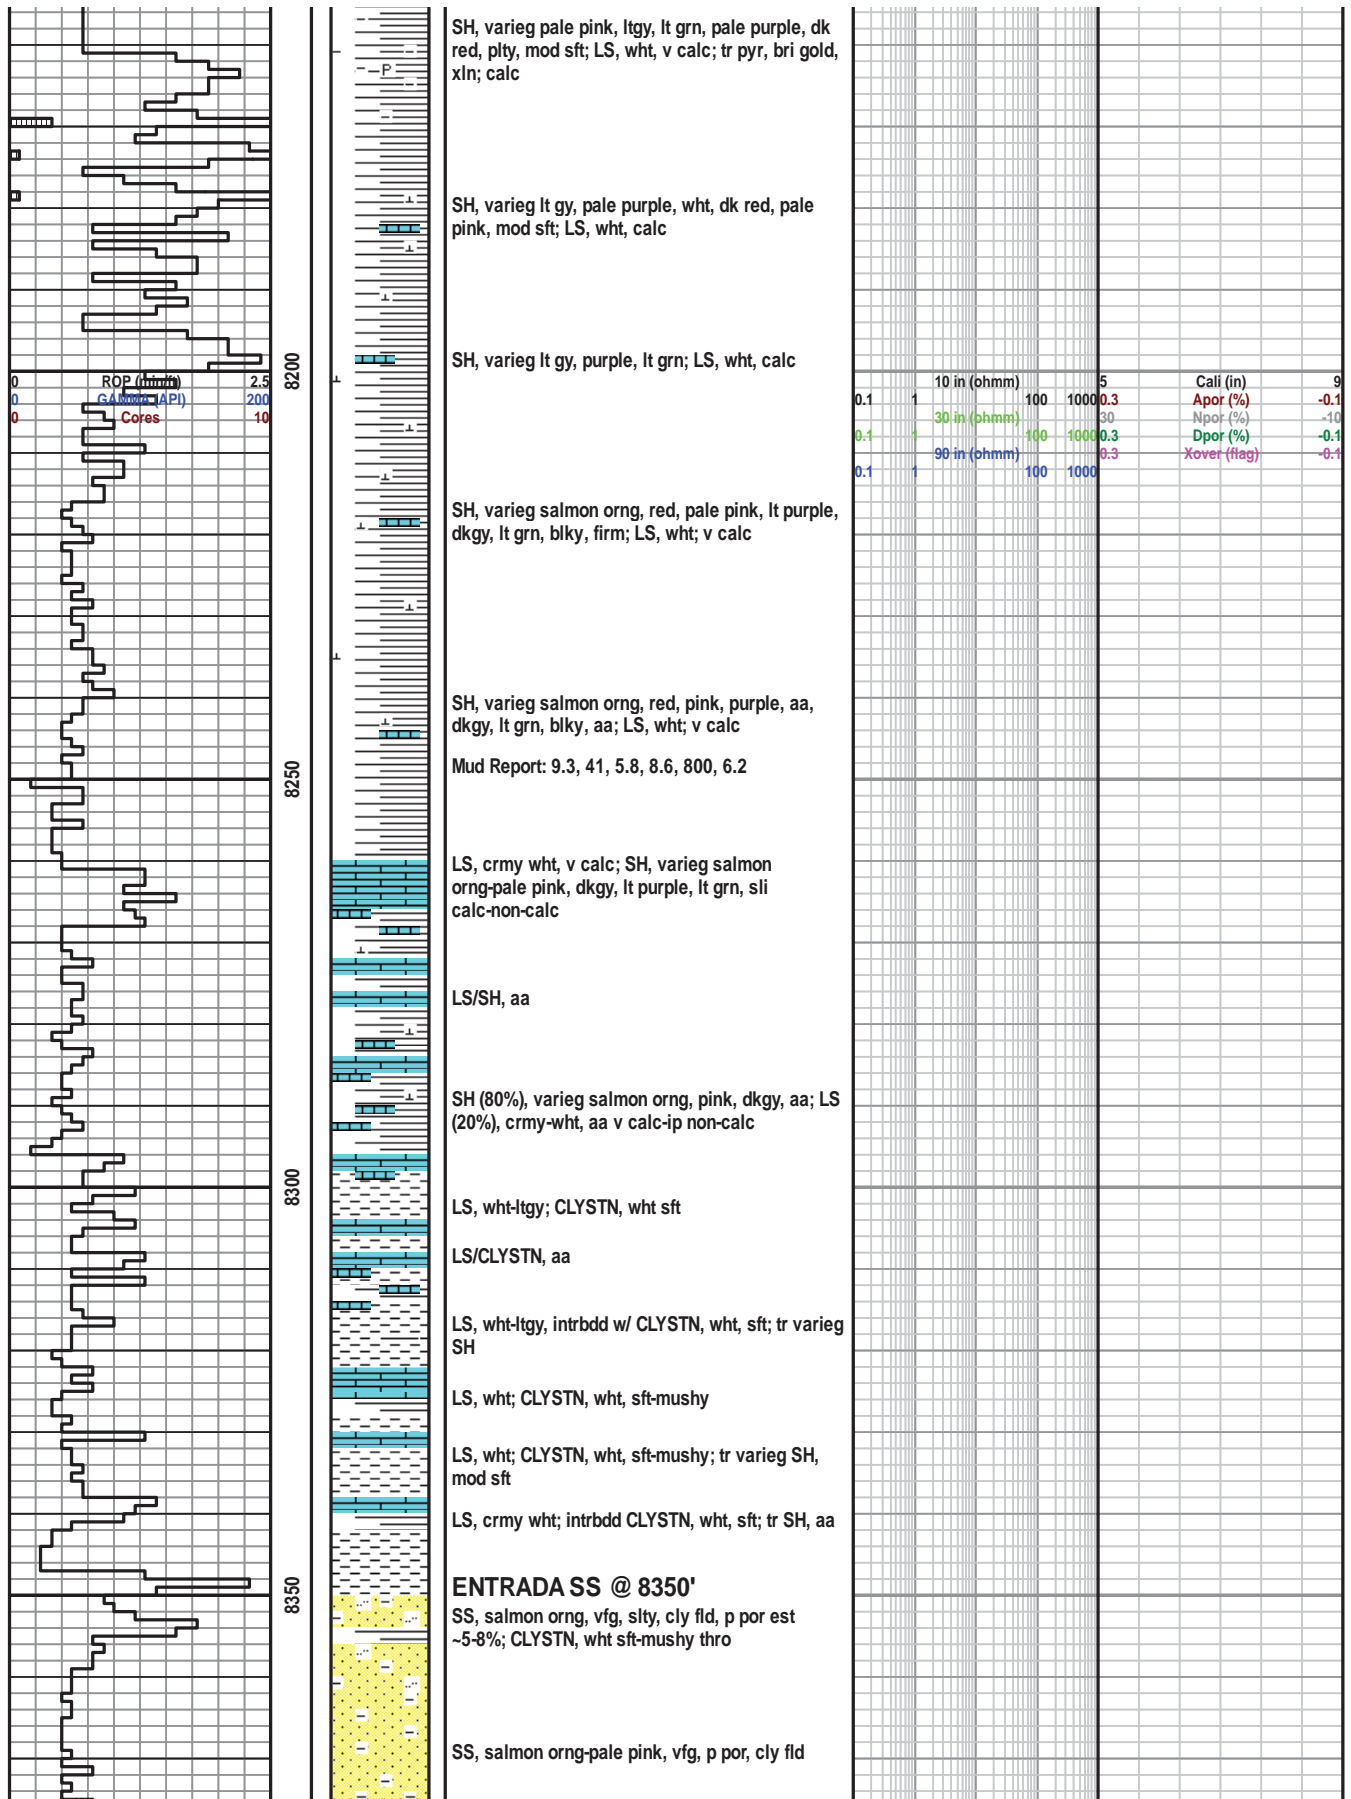 SH, varieg pale pink, ltgy, lt grn, pale purple, dk
red, plty, mod sft; LS, wht, v calc; tr pyr, bri gold,
xln; calc
P
SH, varieg lt gy, pale purple, wht, dk red, pale
pink, mod sft; LS, wht, calc
8200
SH, varieg lt gy, purple, lt grn; LS, wht, calc
0 ROP (min/ft) 2.5
0 GAMMA (API) 200
0 Cores 10
10 in (ohmm)
0.1 1 100 1000
30 in (ohmm)
0.1 1 100 1000
90 in (ohmm)
0.1 1 100 1000
5 Cali (in) 9
0.3 Apor (%) -0.1
30 Npor (%) -10
0.3 Dpor (%) -0.1
0.3 Xover (flag) -0.1
SH, varieg salmon orng, red, pale pink, lt purple,
dkgy, lt grn, blky, firm; LS, wht; v calc
SH, varieg salmon orng, red, pink, purple, aa,
dkgy, lt grn, blky, aa; LS, wht; v calc
8250
Mud Report: 9.3, 41, 5.8, 8.6, 800, 6.2
LS, crmy wht, v calc; SH, varieg salmon
orng-pale pink, dkgy, lt purple, lt grn, sli
calc-non-calc
LS/SH, aa
SH (80%), varieg salmon orng, pink, dkgy, aa; LS
(20%), crmy-wht, aa v calc-ip non-calc
8300
LS, wht-ltgy; CLYSTN, wht sft
LS/CLYSTN, aa
LS, wht-ltgy, intrbdd w/ CLYSTN, wht, sft; tr varieg
SH
LS, wht; CLYSTN, wht, sft-mushy
LS, wht; CLYSTN, wht, sft-mushy; tr varieg SH,
mod sft
LS, crmy wht; intrbdd CLYSTN, wht, sft; tr SH, aa
8350
ENTRADA SS @ 8350'
SS, salmon orng, vfg, slty, cly fld, p por est
~5-8%; CLYSTN, wht sft-mushy thro
SS, salmon orng-pale pink, vfg, p por, cly fld